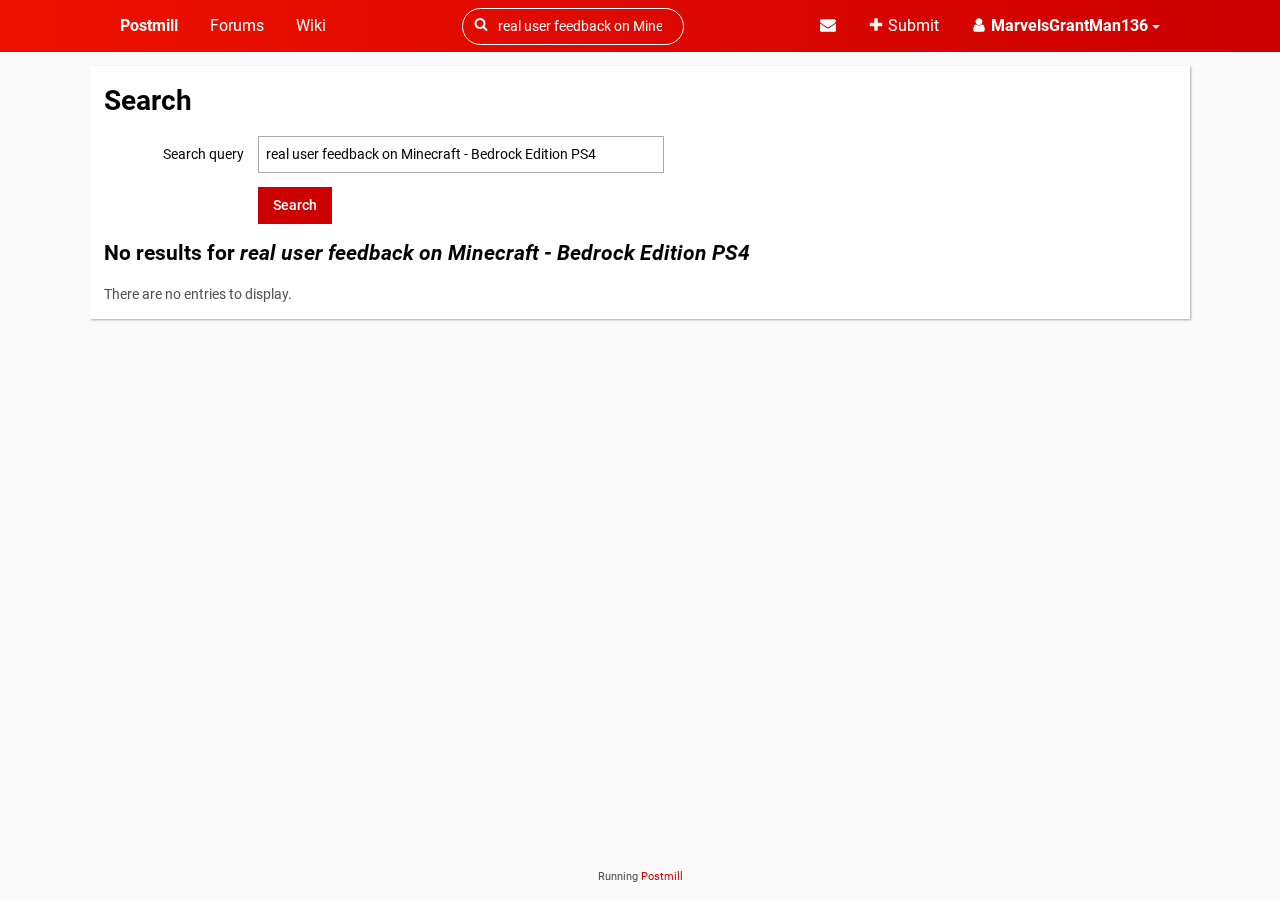 Postmill Forums Wiki real user feedback on Mine Submit MarvelsGrantMan136
Search
Search query real user feedback on Minecraft - Bedrock Edition PS4
Search
No results for real user feedback on Minecraft - Bedrock Edition PS4
There are no entries to display.
Running Postmill